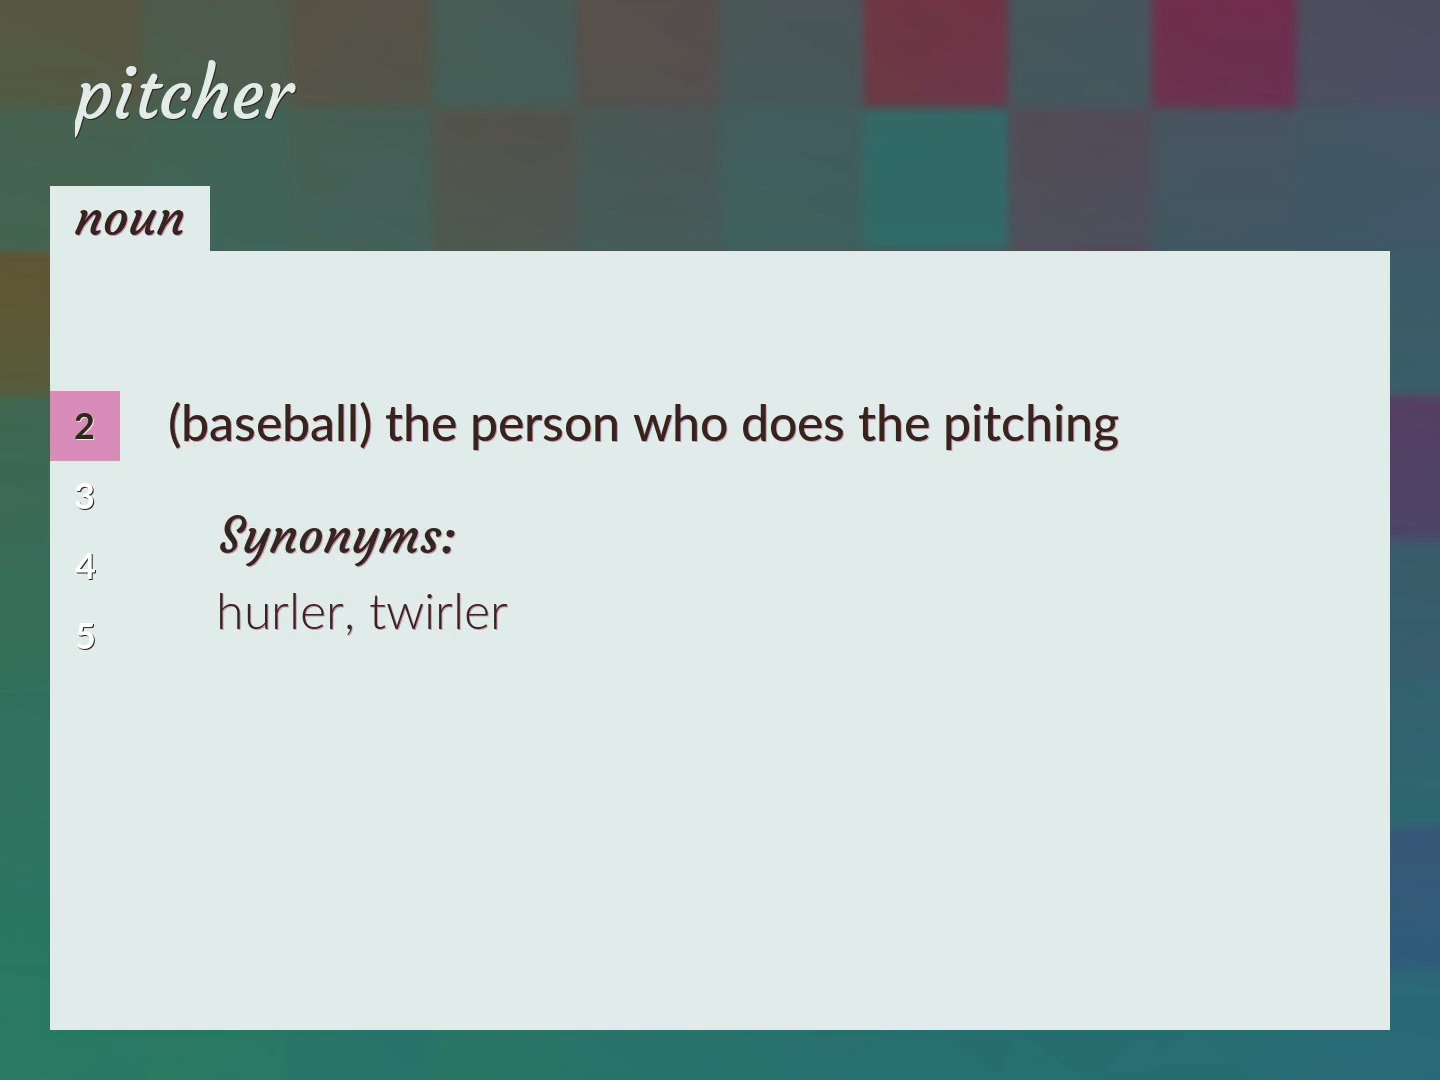 pitcher
noun
2 (baseball) the person who does the pitching
3
Synonyms:
4
hurler, twirler
5